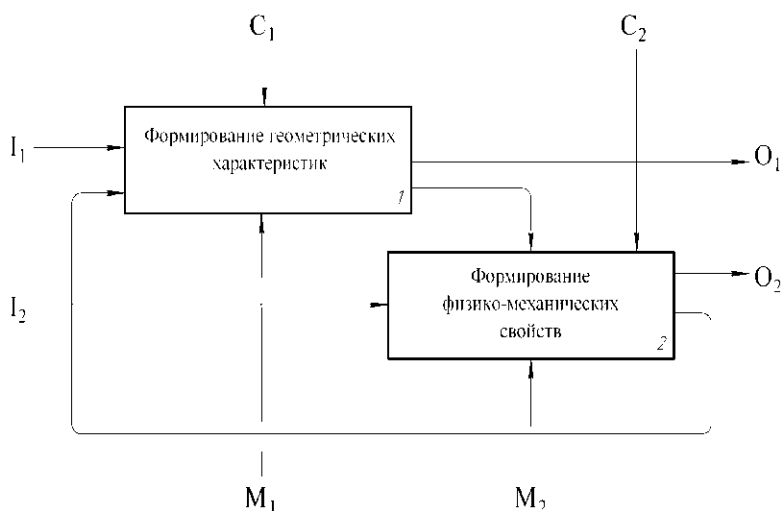 C₁
C₂
I₁
Формирование геометрических
характеристик
1
O₁
Формирование
физико-механических
свойств
2
O₂
I₂
M₁
M₂